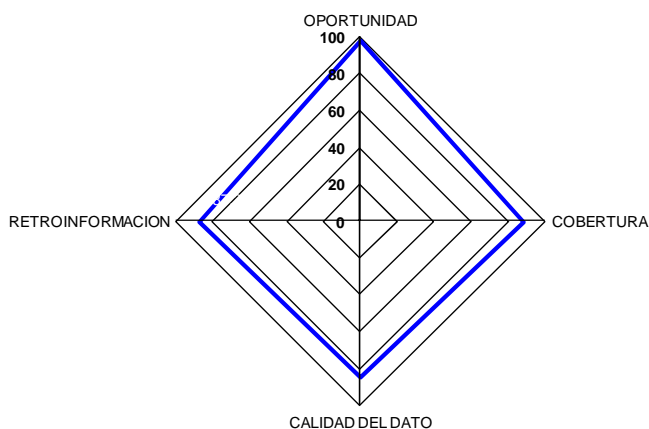 OPORTUNIDAD
100
80
60
40
20
RETROINFORMACION
0
COBERTURA
CALIDAD DEL DATO